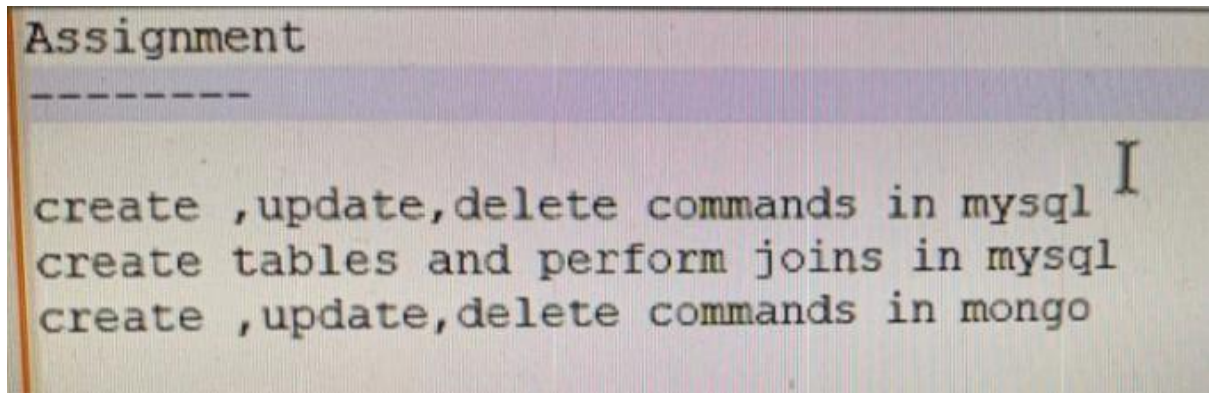 Assignment
--------
create ,update,delete commands in mysql
create tables and perform joins in mysql
create ,update,delete commands in mongo